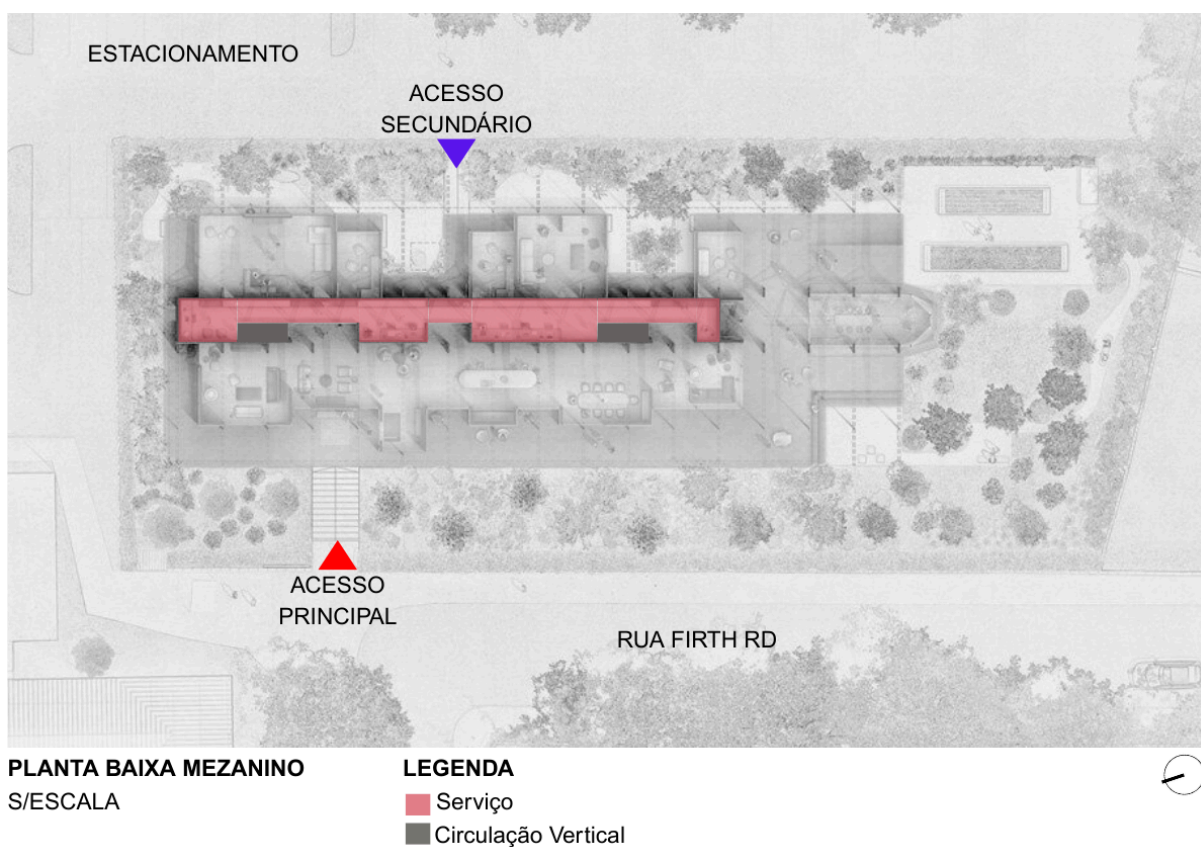 ESTACIONAMENTO
ACESSO
SECUNDÁRIO
ACESSO
PRINCIPAL
RUA FIRTH RD
PLANTA BAIXA MEZANINO
S/ESCALA
LEGENDA
Serviço
Circulação Vertical